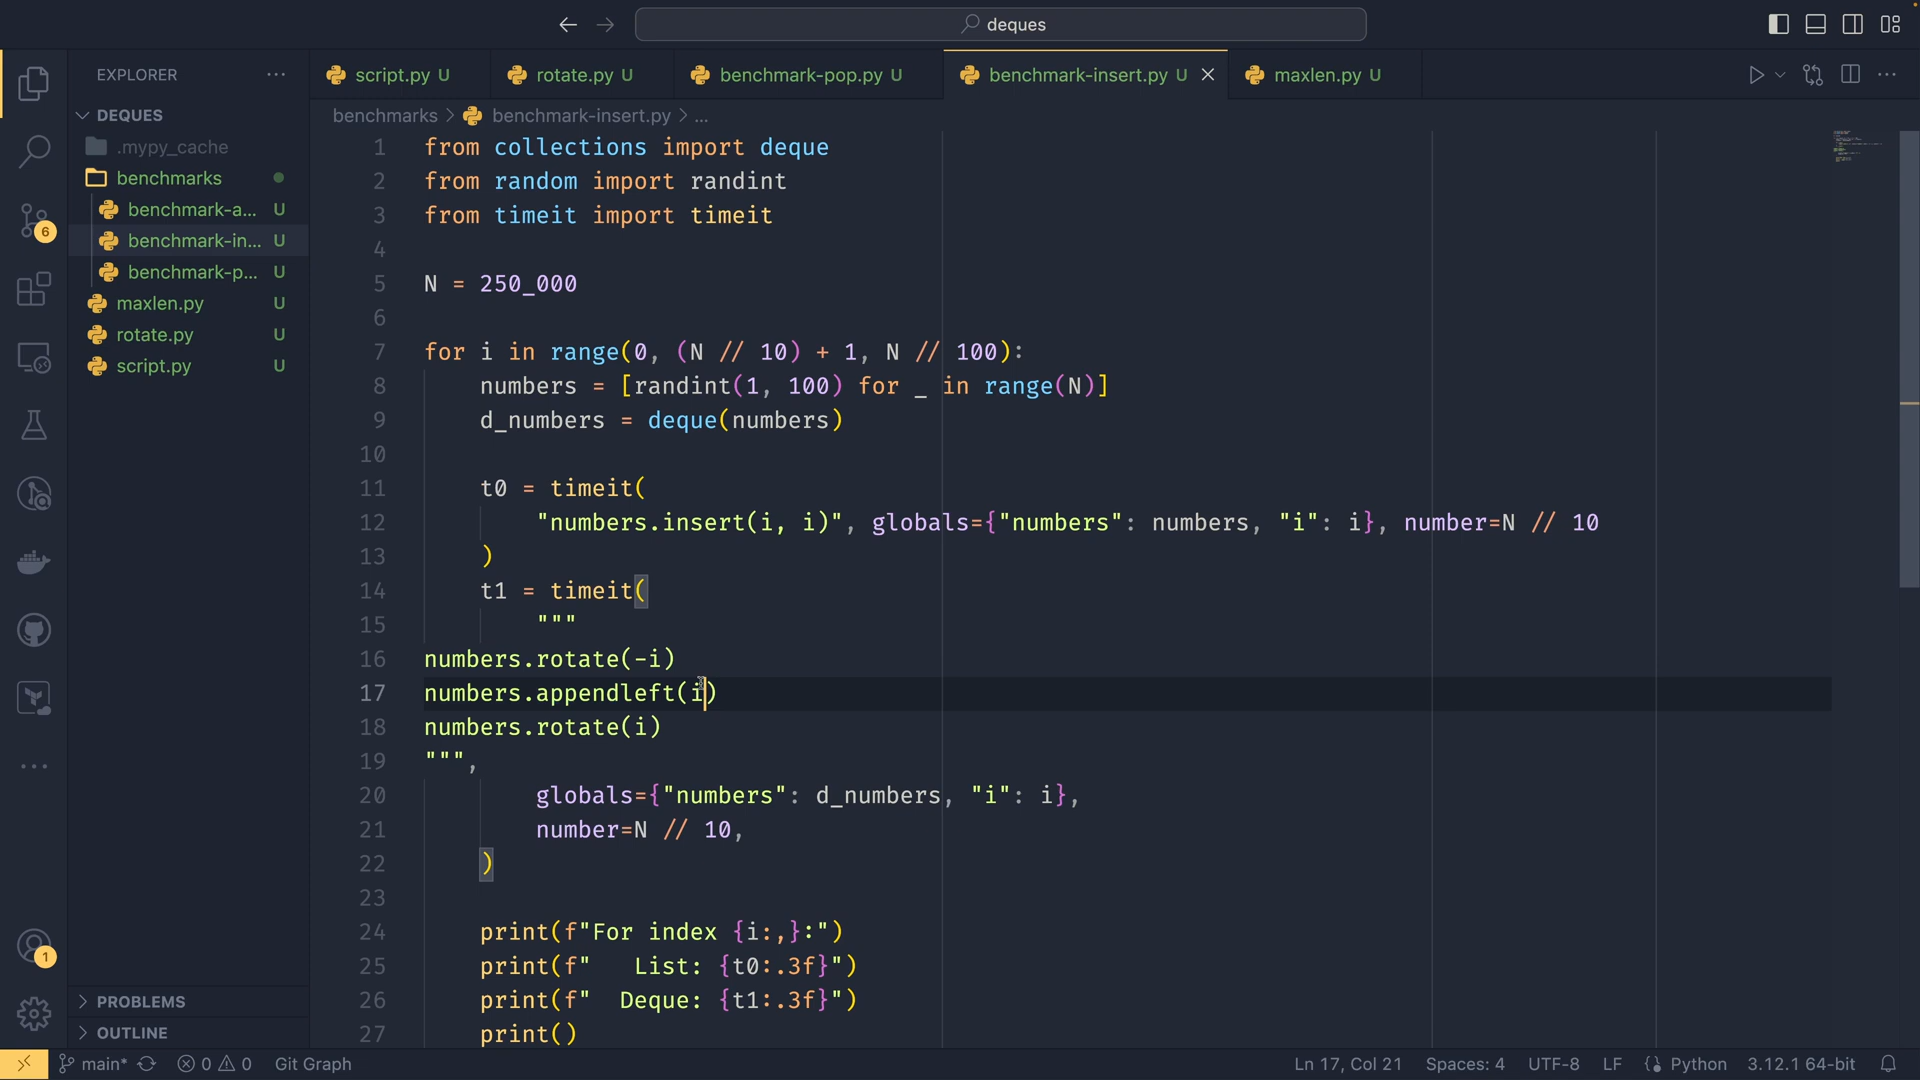 deques
EXPLORER
script.py U
rotate.py U
benchmark-pop.py U
benchmark-insert.py U
maxlen.py U
DEQUES
.mypy_cache
benchmarks
benchmark-a... U
benchmark-in... U
benchmark-p... U
maxlen.py U
rotate.py U
script.py U
PROBLEMS
OUTLINE
6
1
benchmarks > benchmark-insert.py > ...
1 from collections import deque
2 from random import randint
3 from timeit import timeit
4
5 N = 250_000
6
7 for i in range(0, (N // 10) + 1, N // 100):
8     numbers = [randint(1, 100) for _ in range(N)]
9     d_numbers = deque(numbers)
10
11     t0 = timeit(
12         "numbers.insert(i, i)", globals={"numbers": numbers, "i": i}, number=N // 10
13     )
14     t1 = timeit(
15         """
16 numbers.rotate(-i)
17 numbers.appendleft(i)
18 numbers.rotate(i)
19 """,
20         globals={"numbers": d_numbers, "i": i},
21         number=N // 10,
22     )
23
24     print(f"For index {i:,}:")
25     print(f"   List: {t0:.3f}")
26     print(f"  Deque: {t1:.3f}")
27     print()
main* 0 0 Git Graph
Ln 17, Col 21 Spaces: 4 UTF-8 LF Python 3.12.1 64-bit